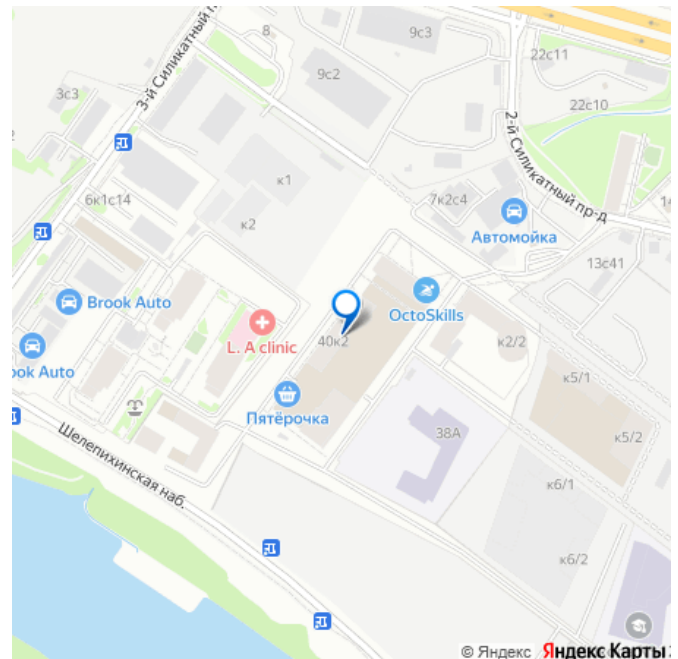 8
9с3
9с2
22с11
3с3
3-й Силикатный п
22с10
2-й Силикатный пр-д
к1
6к1с14
к2
7к2с4
Автомойка
13с41
Brook Auto
OctoSkills
L. A clinic
40к2
к2/2
ook Auto
к5/1
Пятёрочка
38А
к5/2
Шелепихинская наб.
к6/1
к6/2
© Яндекс Яндекс Карты